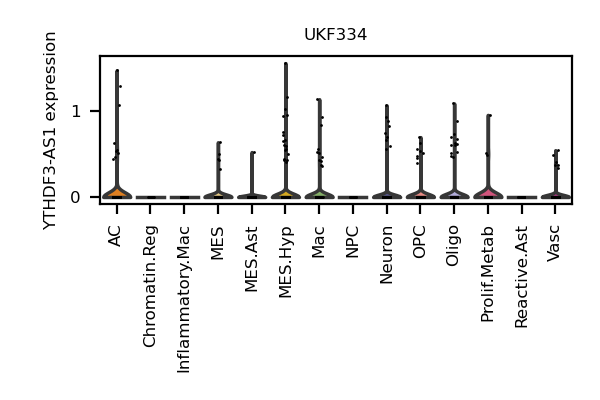 UKF334
YTHDF3-AS1 expression
1
0
AC
Chromatin.Reg
Inflammatory.Mac
MES
MES.Ast
MES.Hyp
Mac
NPC
Neuron
OPC
Oligo
Prolif.Metab
Reactive.Ast
Vasc